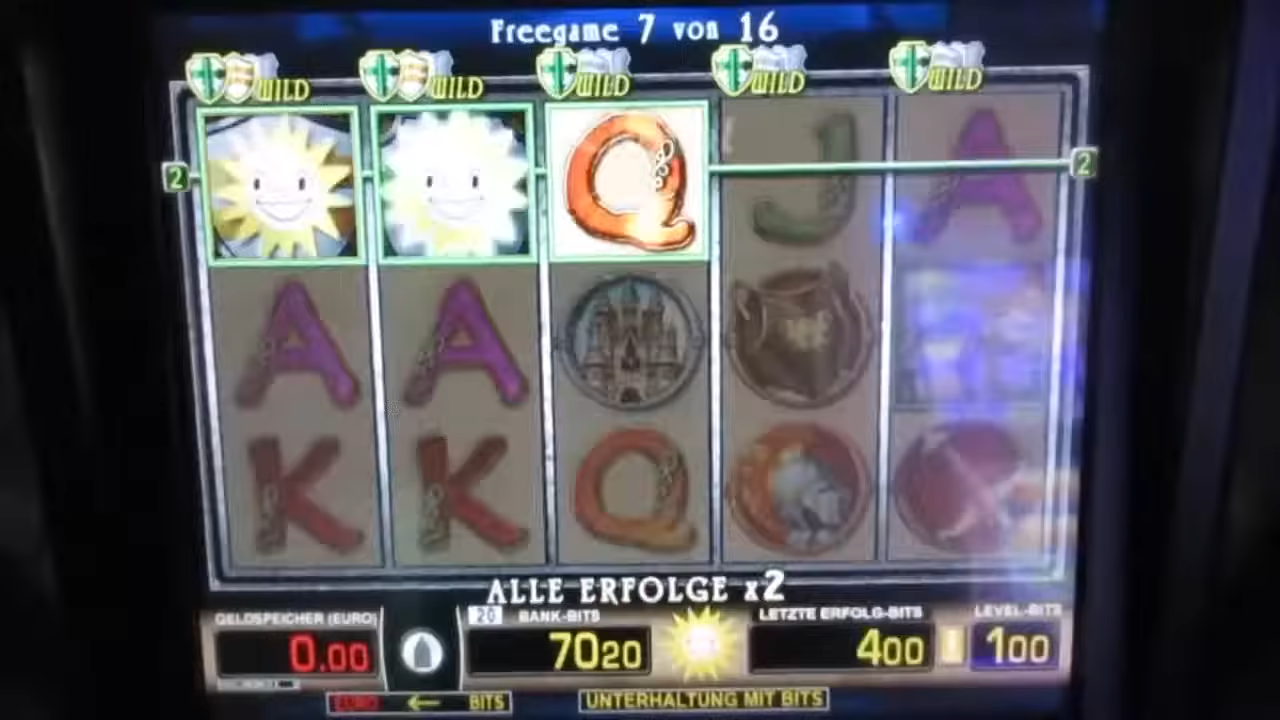 Freegame 7 von 16
WILD WILD WILD WILD WILD
2 Q J A 2
A A
K K Q
ALLE ERFOLGE x2
GELDSPEICHER (EURO) 20 BANK-BITS LETZTE ERFOLG-BITS LEVEL-BITS
0.00 7020 400 100
EURO BITS UNTERHALTUNG MIT BITS